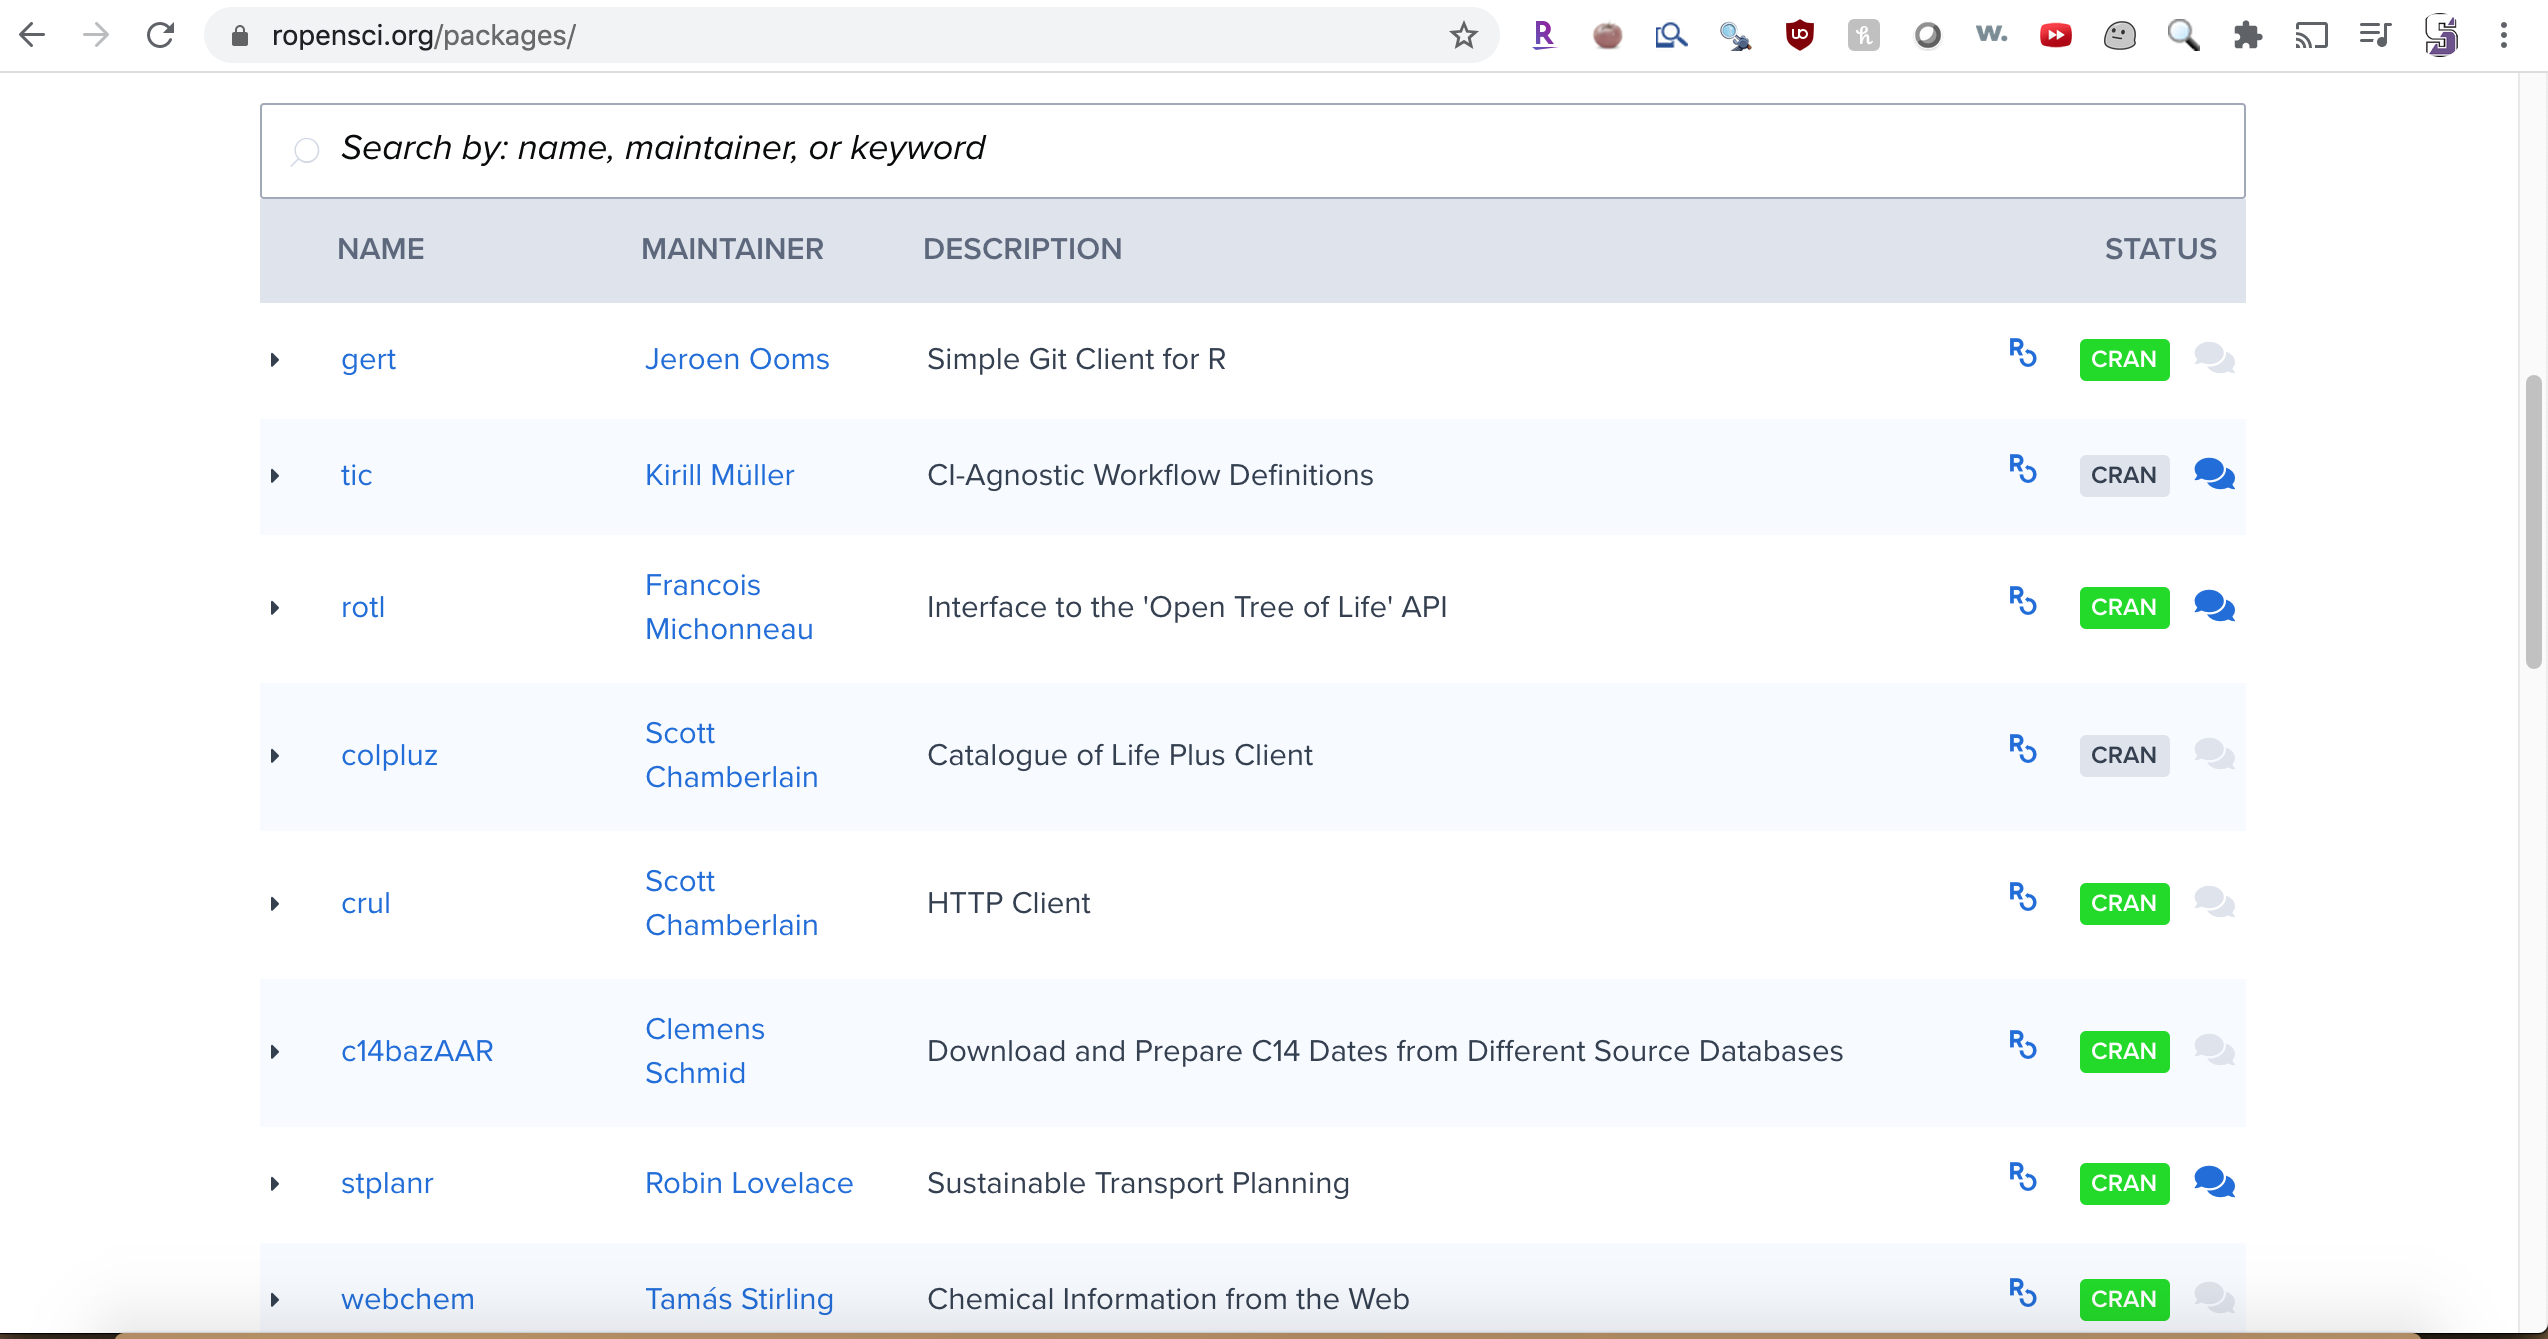 ropensci.org/packages/
Search by: name, maintainer, or keyword
NAME MAINTAINER DESCRIPTION STATUS
gert Jeroen Ooms Simple Git Client for R CRAN
tic Kirill Müller CI-Agnostic Workflow Definitions CRAN
rotl Francois Michonneau Interface to the 'Open Tree of Life' API CRAN
colpluz Scott Chamberlain Catalogue of Life Plus Client CRAN
crul Scott Chamberlain HTTP Client CRAN
c14bazAAR Clemens Schmid Download and Prepare C14 Dates from Different Source Databases CRAN
stplanr Robin Lovelace Sustainable Transport Planning CRAN
webchem Tamás Stirling Chemical Information from the Web CRAN